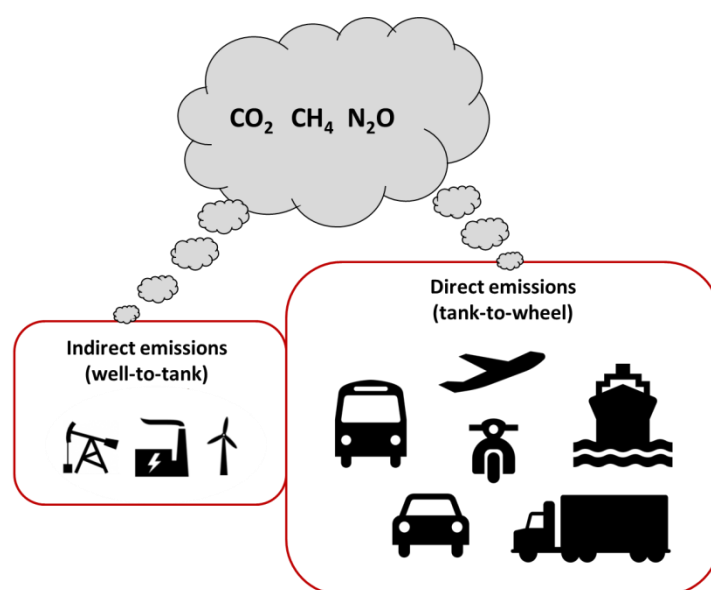 CO₂ CH₄ N₂O
Direct emissions
(tank-to-wheel)
Indirect emissions
(well-to-tank)